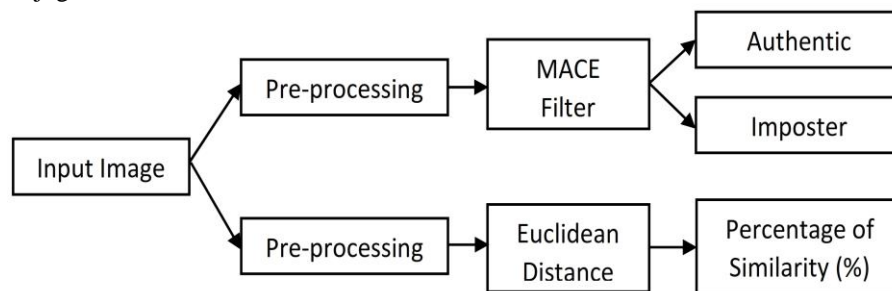 Input Image
Pre-processing
MACE
Filter
Authentic
Imposter
Pre-processing
Euclidean
Distance
Percentage of
Similarity (%)